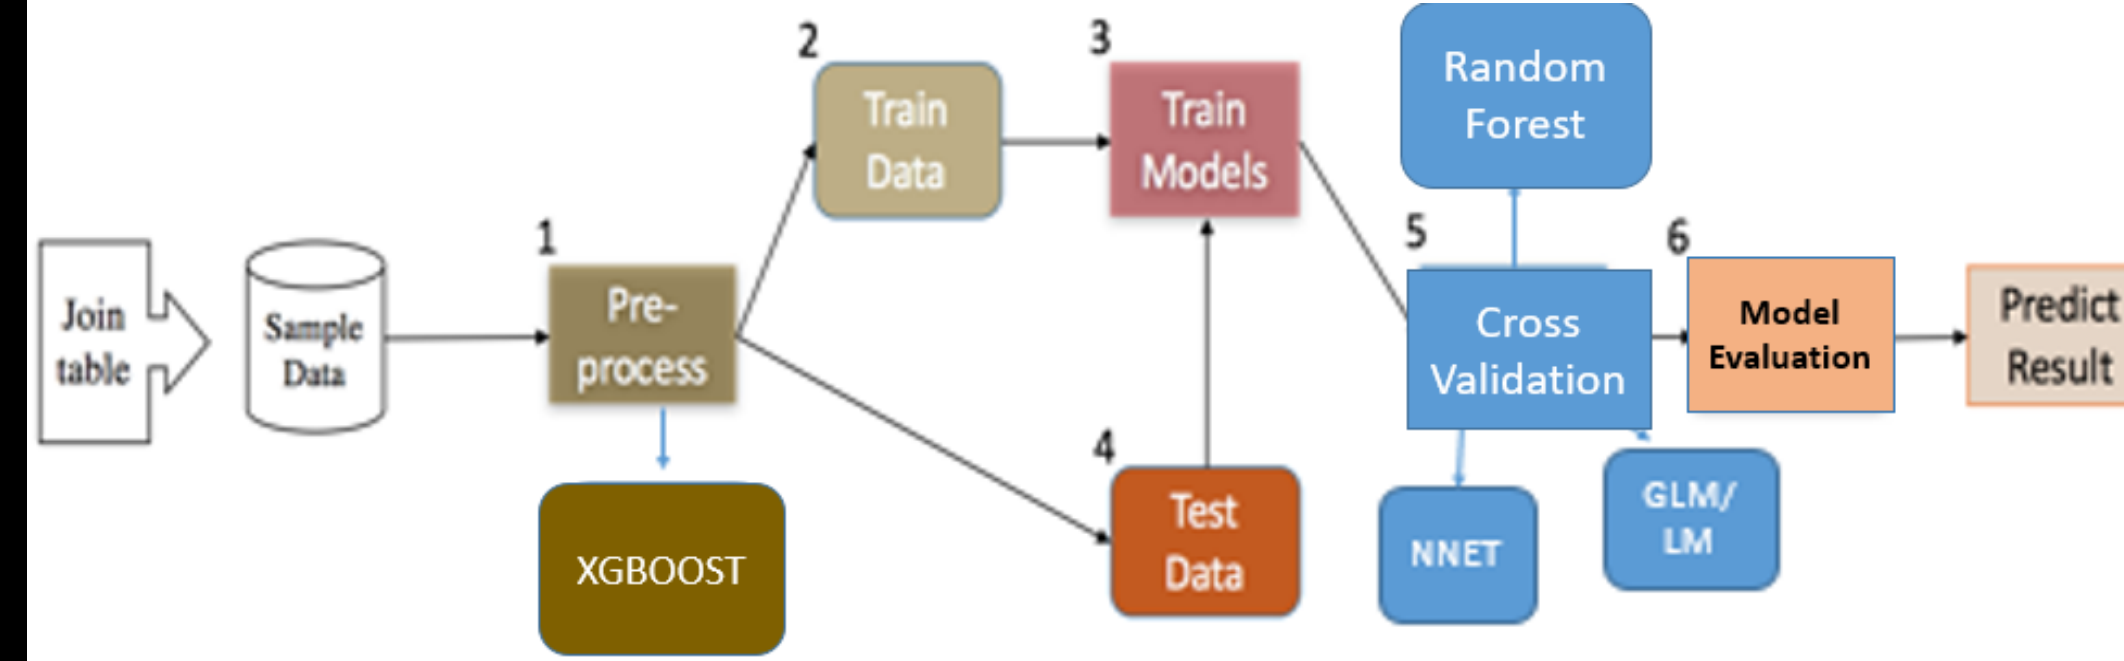 Join
table
Sample
Data
1
Pre-
process
XGBOOST
2
Train
Data
3
Train
Models
4
Test
Data
Random
Forest
5
Cross
Validation
NNET
GLM/
LM
6
Model
Evaluation
Predict
Result